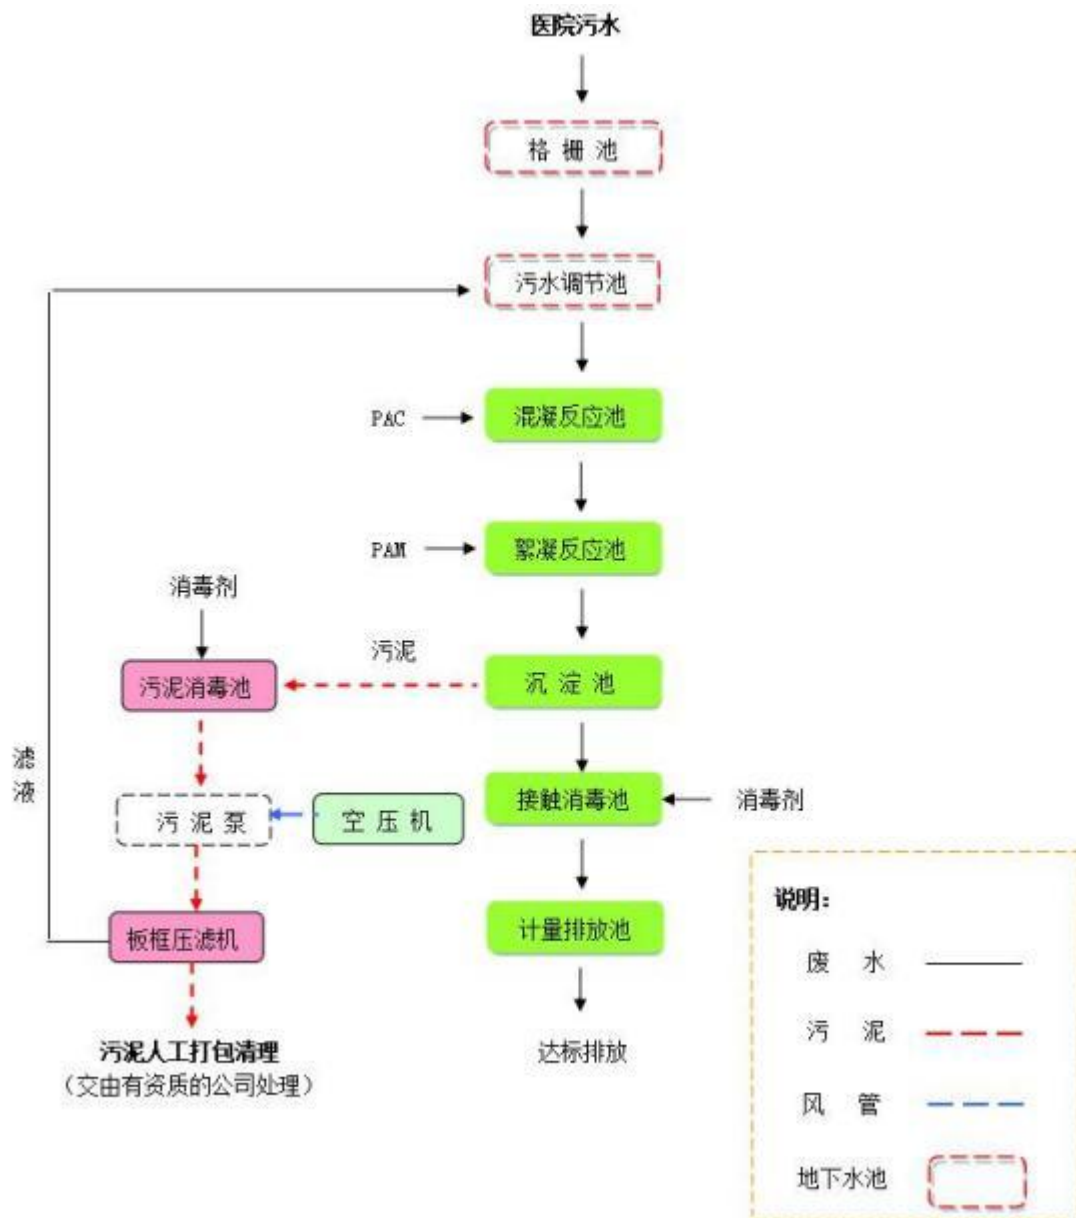 医院污水
格栅池
污水调节池
PAC
混凝反应池
PAM
絮凝反应池
消毒剂
污泥
污泥消毒池
沉淀池
滤液
污泥泵
空压机
接触消毒池
消毒剂
板框压滤机
计量排放池
污泥人工打包清理
（交由有资质的公司处理）
达标排放
说明：
废水
污泥
风管
地下水池